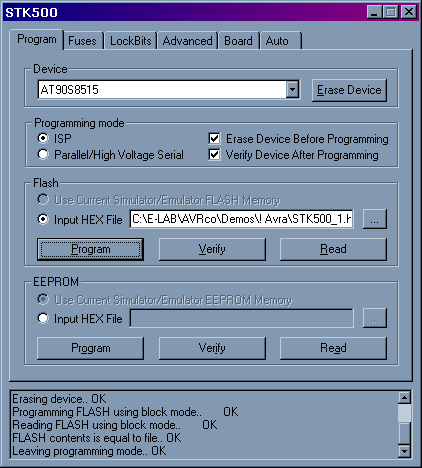 STK500
Program Fuses LockBits Advanced Board Auto
Device
AT90S8515 Erase Device
Programming mode
ISP Erase Device Before Programming
Parallel/High Voltage Serial Verify Device After Programming
Flash
Use Current Simulator/Emulator FLASH Memory
Input HEX File C:\E-LAB\AVRco\Demos\! Avra\STK500_1.h ...
Program Verify Read
EEPROM
Use Current Simulator/Emulator EEPROM Memory
Input HEX File ...
Program Verify Read
Erasing device.. OK
Programming FLASH using block mode.. OK
Reading FLASH using block mode.. OK
FLASH contents is equal to file.. OK
Leaving programming mode.. OK